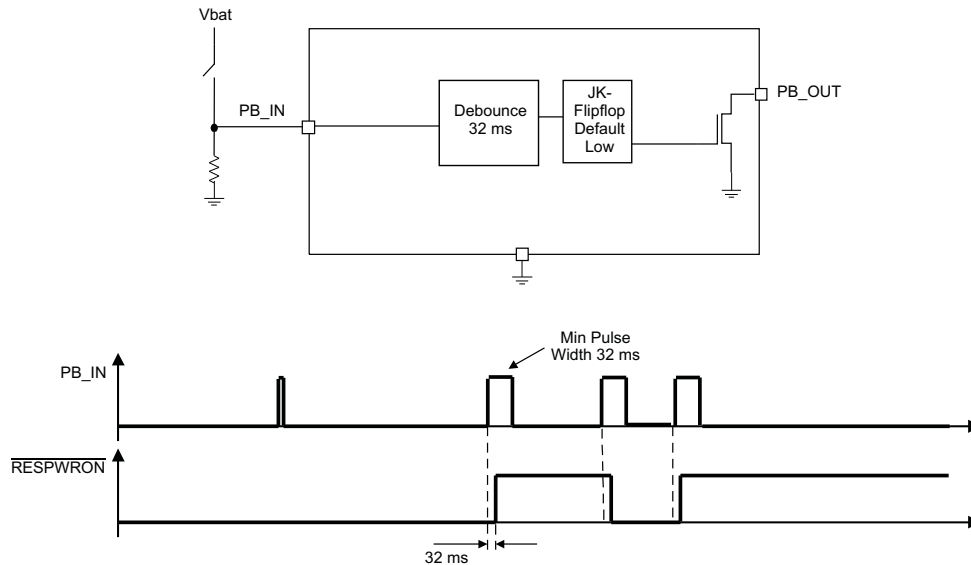 Vbat
PB_IN
Debounce
32 ms
JK-
Flipflop
Default
Low
PB_OUT
Min Pulse
Width 32 ms
PB_IN
RESPWRON
32 ms